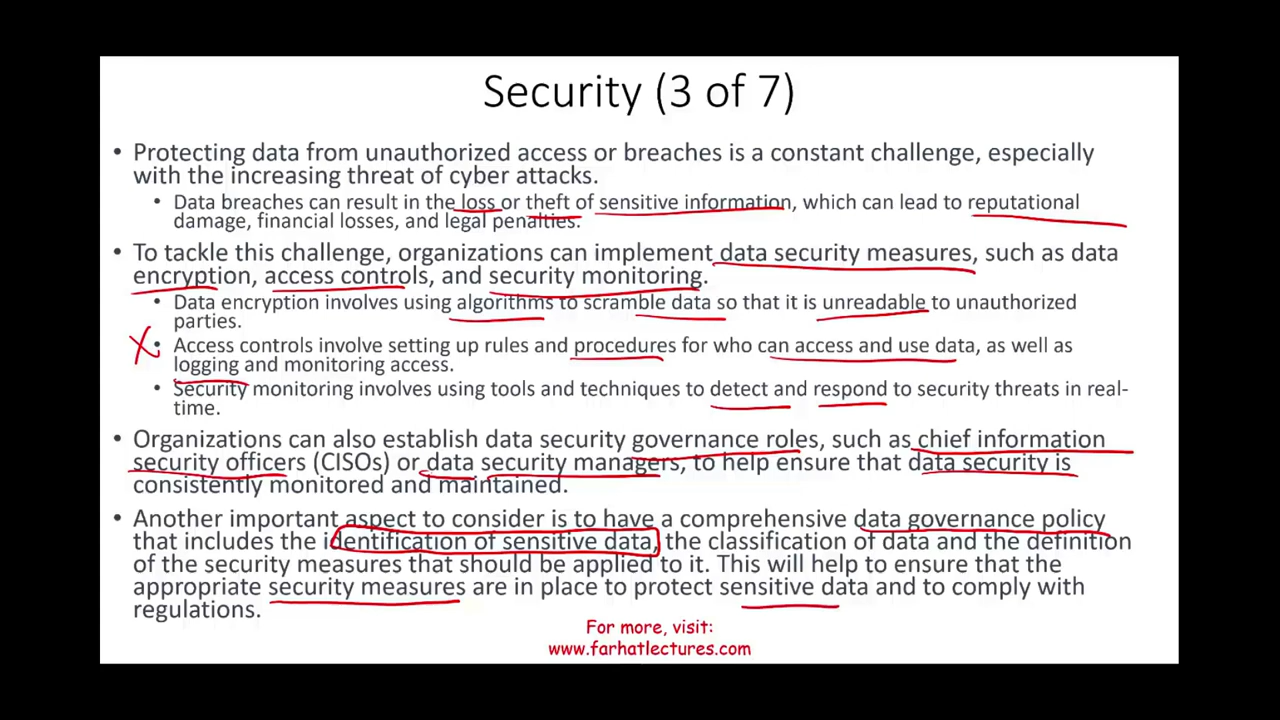 Security (3 of 7)
• Protecting data from unauthorized access or breaches is a constant challenge, especially
with the increasing threat of cyber attacks.
• Data breaches can result in the loss or theft of sensitive information, which can lead to reputational
damage, financial losses, and legal penalties.
• To tackle this challenge, organizations can implement data security measures, such as data
encryption, access controls, and security monitoring.
• Data encryption involves using algorithms to scramble data so that it is unreadable to unauthorized
parties.
• Access controls involve setting up rules and procedures for who can access and use data, as well as
logging and monitoring access.
• Security monitoring involves using tools and techniques to detect and respond to security threats in real-
time.
• Organizations can also establish data security governance roles, such as chief information
security officers (CISOs) or data security managers, to help ensure that data security is
consistently monitored and maintained.
• Another important aspect to consider is to have a comprehensive data governance policy
that includes the identification of sensitive data, the classification of data and the definition
of the security measures that should be applied to it. This will help to ensure that the
appropriate security measures are in place to protect sensitive data and to comply with
regulations.
For more, visit:
www.farhatlectures.com